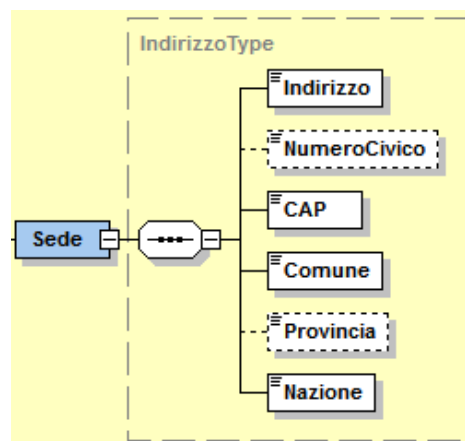 IndirizzoType
Indirizzo
NumeroCivico
CAP
Sede
Comune
Provincia
Nazione